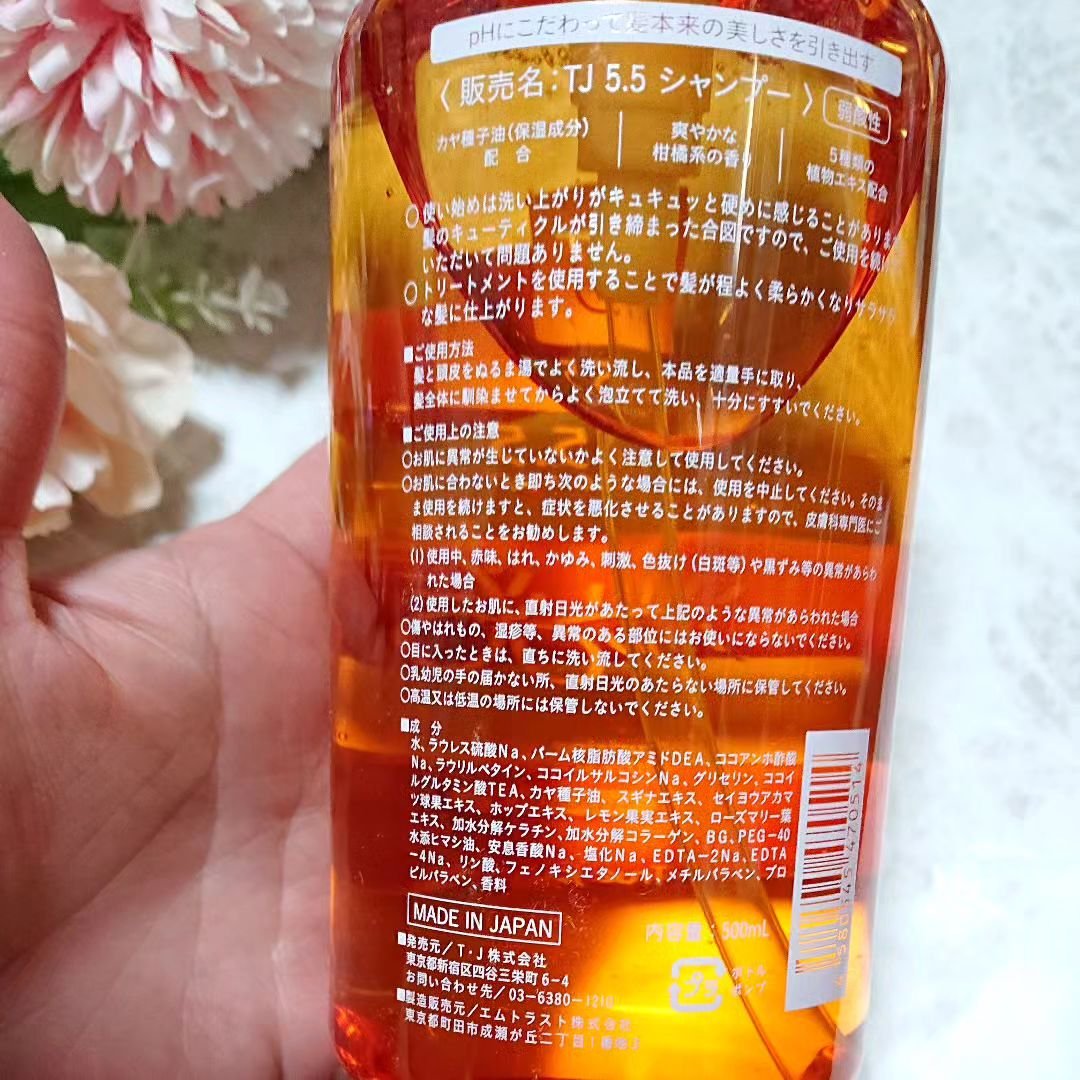 pHにこだわって髪本来の美しさを引き出す
〈 販売名：TJ 5.5 シャンプー 〉
弱酸性
カヤ種子油（保湿成分）
配 合
爽やかな
柑橘系の香り
5種類の
植物エキス配合
○使い始めは洗い上がりがキュキュッと硬めに感じることがあります
髪のキューティクルが引き締まった合図ですので、ご使用を続け
いただいて問題ありません。
○トリートメントを使用することで髪が程よく柔らかくなりサラサラ
な髪に仕上がります。
■ご使用方法
髪と頭皮をぬるま湯でよく洗い流し、本品を適量手に取り、
髪全体に馴染ませてからよく泡立てて洗い、十分にすすいでください。
■ご使用上の注意
○お肌に異常が生じていないかよく注意して使用してください。
○お肌に合わないとき即ち次のような場合には、使用を中止してください。そのま
ま使用を続けますと、症状を悪化させることがありますので、皮膚科専門医にご
相談されることをお勧めします。
(1) 使用中、赤味、はれ、かゆみ、刺激、色抜け（白斑等）や黒ずみ等の異常があらわ
れた場合
(2) 使用したお肌に、直射日光があたって上記のような異常があらわれた場合
○傷やはれもの、湿疹等、異常のある部位にはお使いにならないでください。
○目に入ったときは、直ちに洗い流してください。
○乳幼児の手の届かない所、直射日光のあたらない場所に保管してください。
○高温又は低温の場所には保管しないでください。
■成 分
水、ラウレス硫酸Na、パーム核脂肪酸アミドDEA、ココアンホ酢酸
Na、ラウリルベタイン、ココイルサルコシンNa、グリセリン、ココイ
ルグルタミン酸TEA、カヤ種子油、スギナエキス、セイヨウアカマ
ツ球果エキス、ホップエキス、レモン果実エキス、ローズマリー葉
エキス、加水分解ケラチン、加水分解コラーゲン、BG、PEG-40
水添ヒマシ油、安息香酸Na、塩化Na、EDTA-2Na、EDTA
-4Na、リン酸、フェノキシエタノール、メチルパラベン、プロ
ピルパラベン、香料
MADE IN JAPAN
内容量：500mL
■発売元／T・J株式会社
東京都新宿区四谷三栄町6-4
お問い合わせ先／03-6380-1210
ボトル
ポンプ
■製造販売元／エムトラスト株式会社
東京都町田市成瀬が丘二丁目1番地3